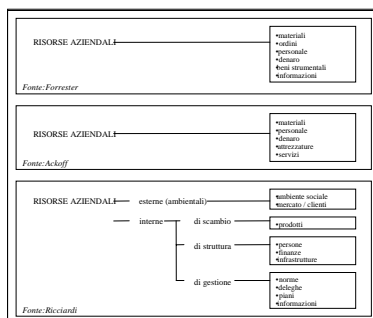 •materiali
•ordini
RISORSE AZIENDALI
•personale
•denaro
•beni strumentali
•informazioni
Fonte:Forrester
•materiali
RISORSE AZIENDALI
•personale
•denaro
•attrezzature
•servizi
Fonte:Ackoff
RISORSE AZIENDALI
esterne (ambientali)
•ambiente sociale
•mercato / clienti
interne
di scambio
•prodotti
di struttura
•persone
•finanze
•infrastrutture
di gestione
•norme
•deleghe
•piani
•informazioni
Fonte:Ricciardi